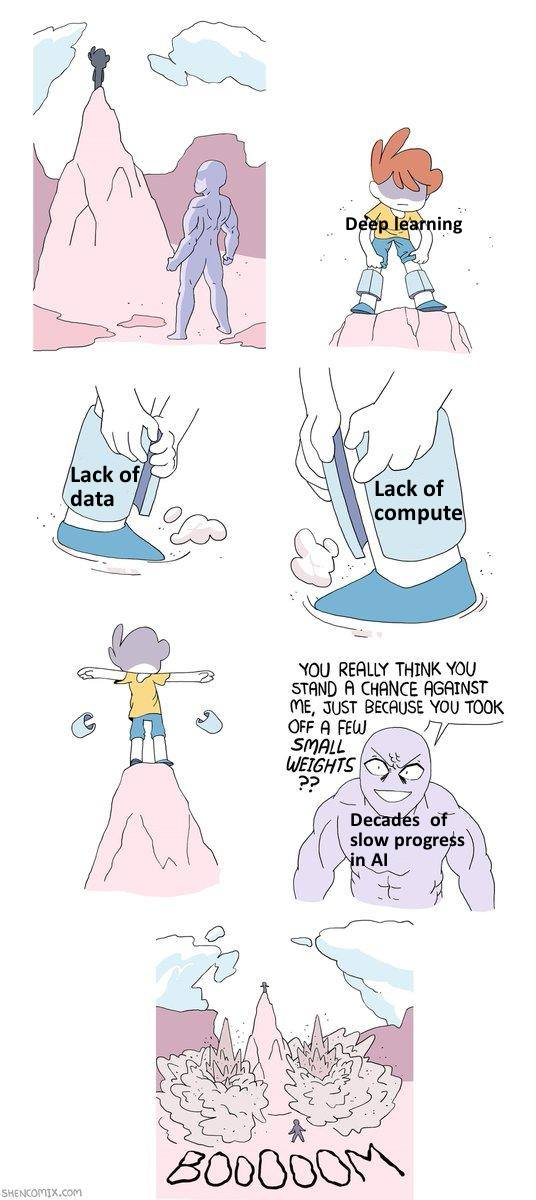 Deep learning
Lack of
data
Lack of
compute
YOU REALLY THINK YOU
STAND A CHANCE AGAINST
ME, JUST BECAUSE YOU TOOK
OFF A FEW
SMALL
WEIGHTS
??
Decades of
slow progress
in AI
BOOOOOOM
SHENCOMIX.COM